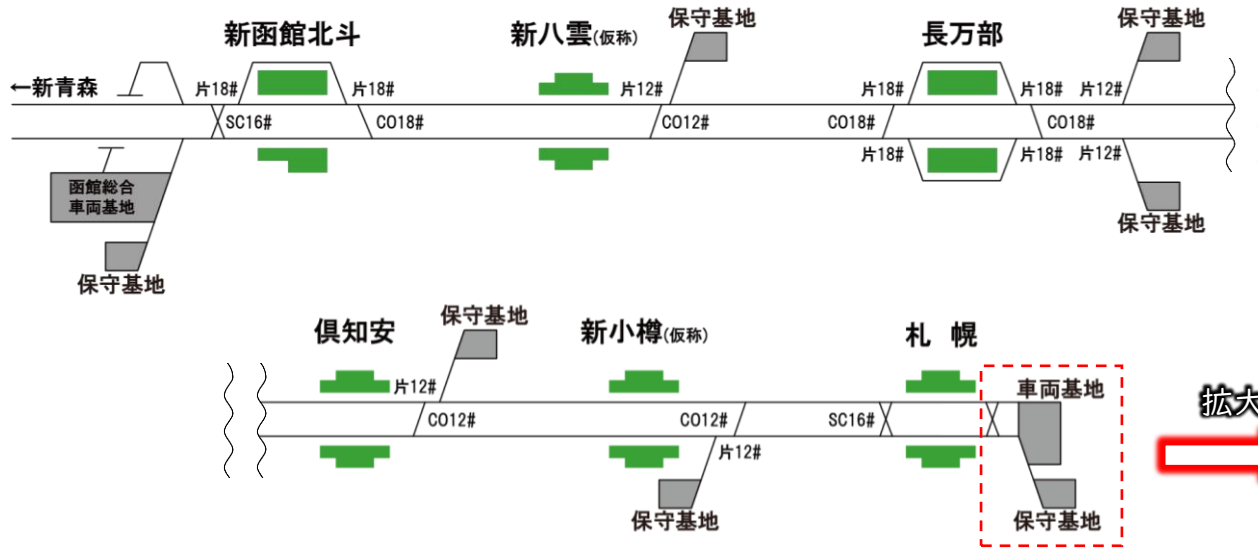 保守基地
保守基地
新函館北斗
新八雲(仮称)
長万部
←新青森
片18#
片18#
片12#
片18#
片18#
片12#
SC16#
CO18#
CO12#
CO18#
CO18#
片18#
片18#
片12#
函館総合
車両基地
保守基地
保守基地
保守基地
倶知安
新小樽(仮称)
札幌
片12#
車両基地
拡大
CO12#
CO12#
SC16#
片12#
保守基地
保守基地